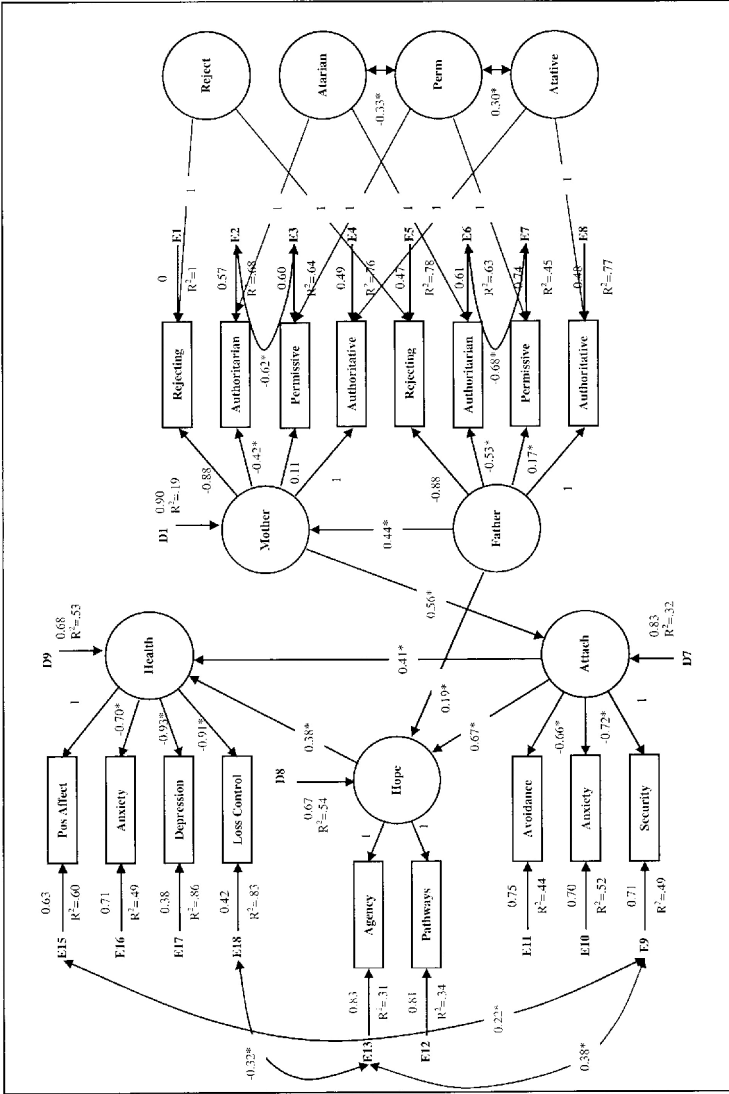 D9
0.68
R²=.53
Health
1
-0.70*
-0.93*
-0.91*
Pos Affect
Anxiety
Depression
Loss Control
0.63
R²=.60
E15
0.71
R²=.49
E16
0.38
R²=.86
E17
0.42
R²=.83
E18
-0.32*
0.22*
0.38*
D8
0.67
R²=.54
Hope
1
1
Agency
Pathways
0.83
R²=.31
E13
0.81
R²=.34
E12
0.38*
0.41*
0.19*
0.67*
0.56*
Attach
0.83
R²=.32
D7
-0.66*
-0.72*
1
Avoidance
Anxiety
Security
0.75
R²=.44
E11
0.70
R²=.52
E10
0.71
R²=.49
E9
D1
0.90
R²=.19
Mother
0.44*
Father
-0.88
-0.42*
0.11
1
-0.88
-0.53*
0.17*
1
Rejecting
Authoritarian
Permissive
Authoritative
Rejecting
Authoritarian
Permissive
Authoritative
-0.62*
-0.68*
0
R²=1
E1
0.57
R²=.68
E2
0.60
R²=.64
E3
0.49
R²=.76
E4
0.47
R²=.78
E5
0.61
R²=.63
E6
0.74
R²=.45
E7
0.48
R²=.77
E8
1
1
1
1
1
1
1
1
Reject
Atarian
Perm
Atative
-0.33*
0.30*